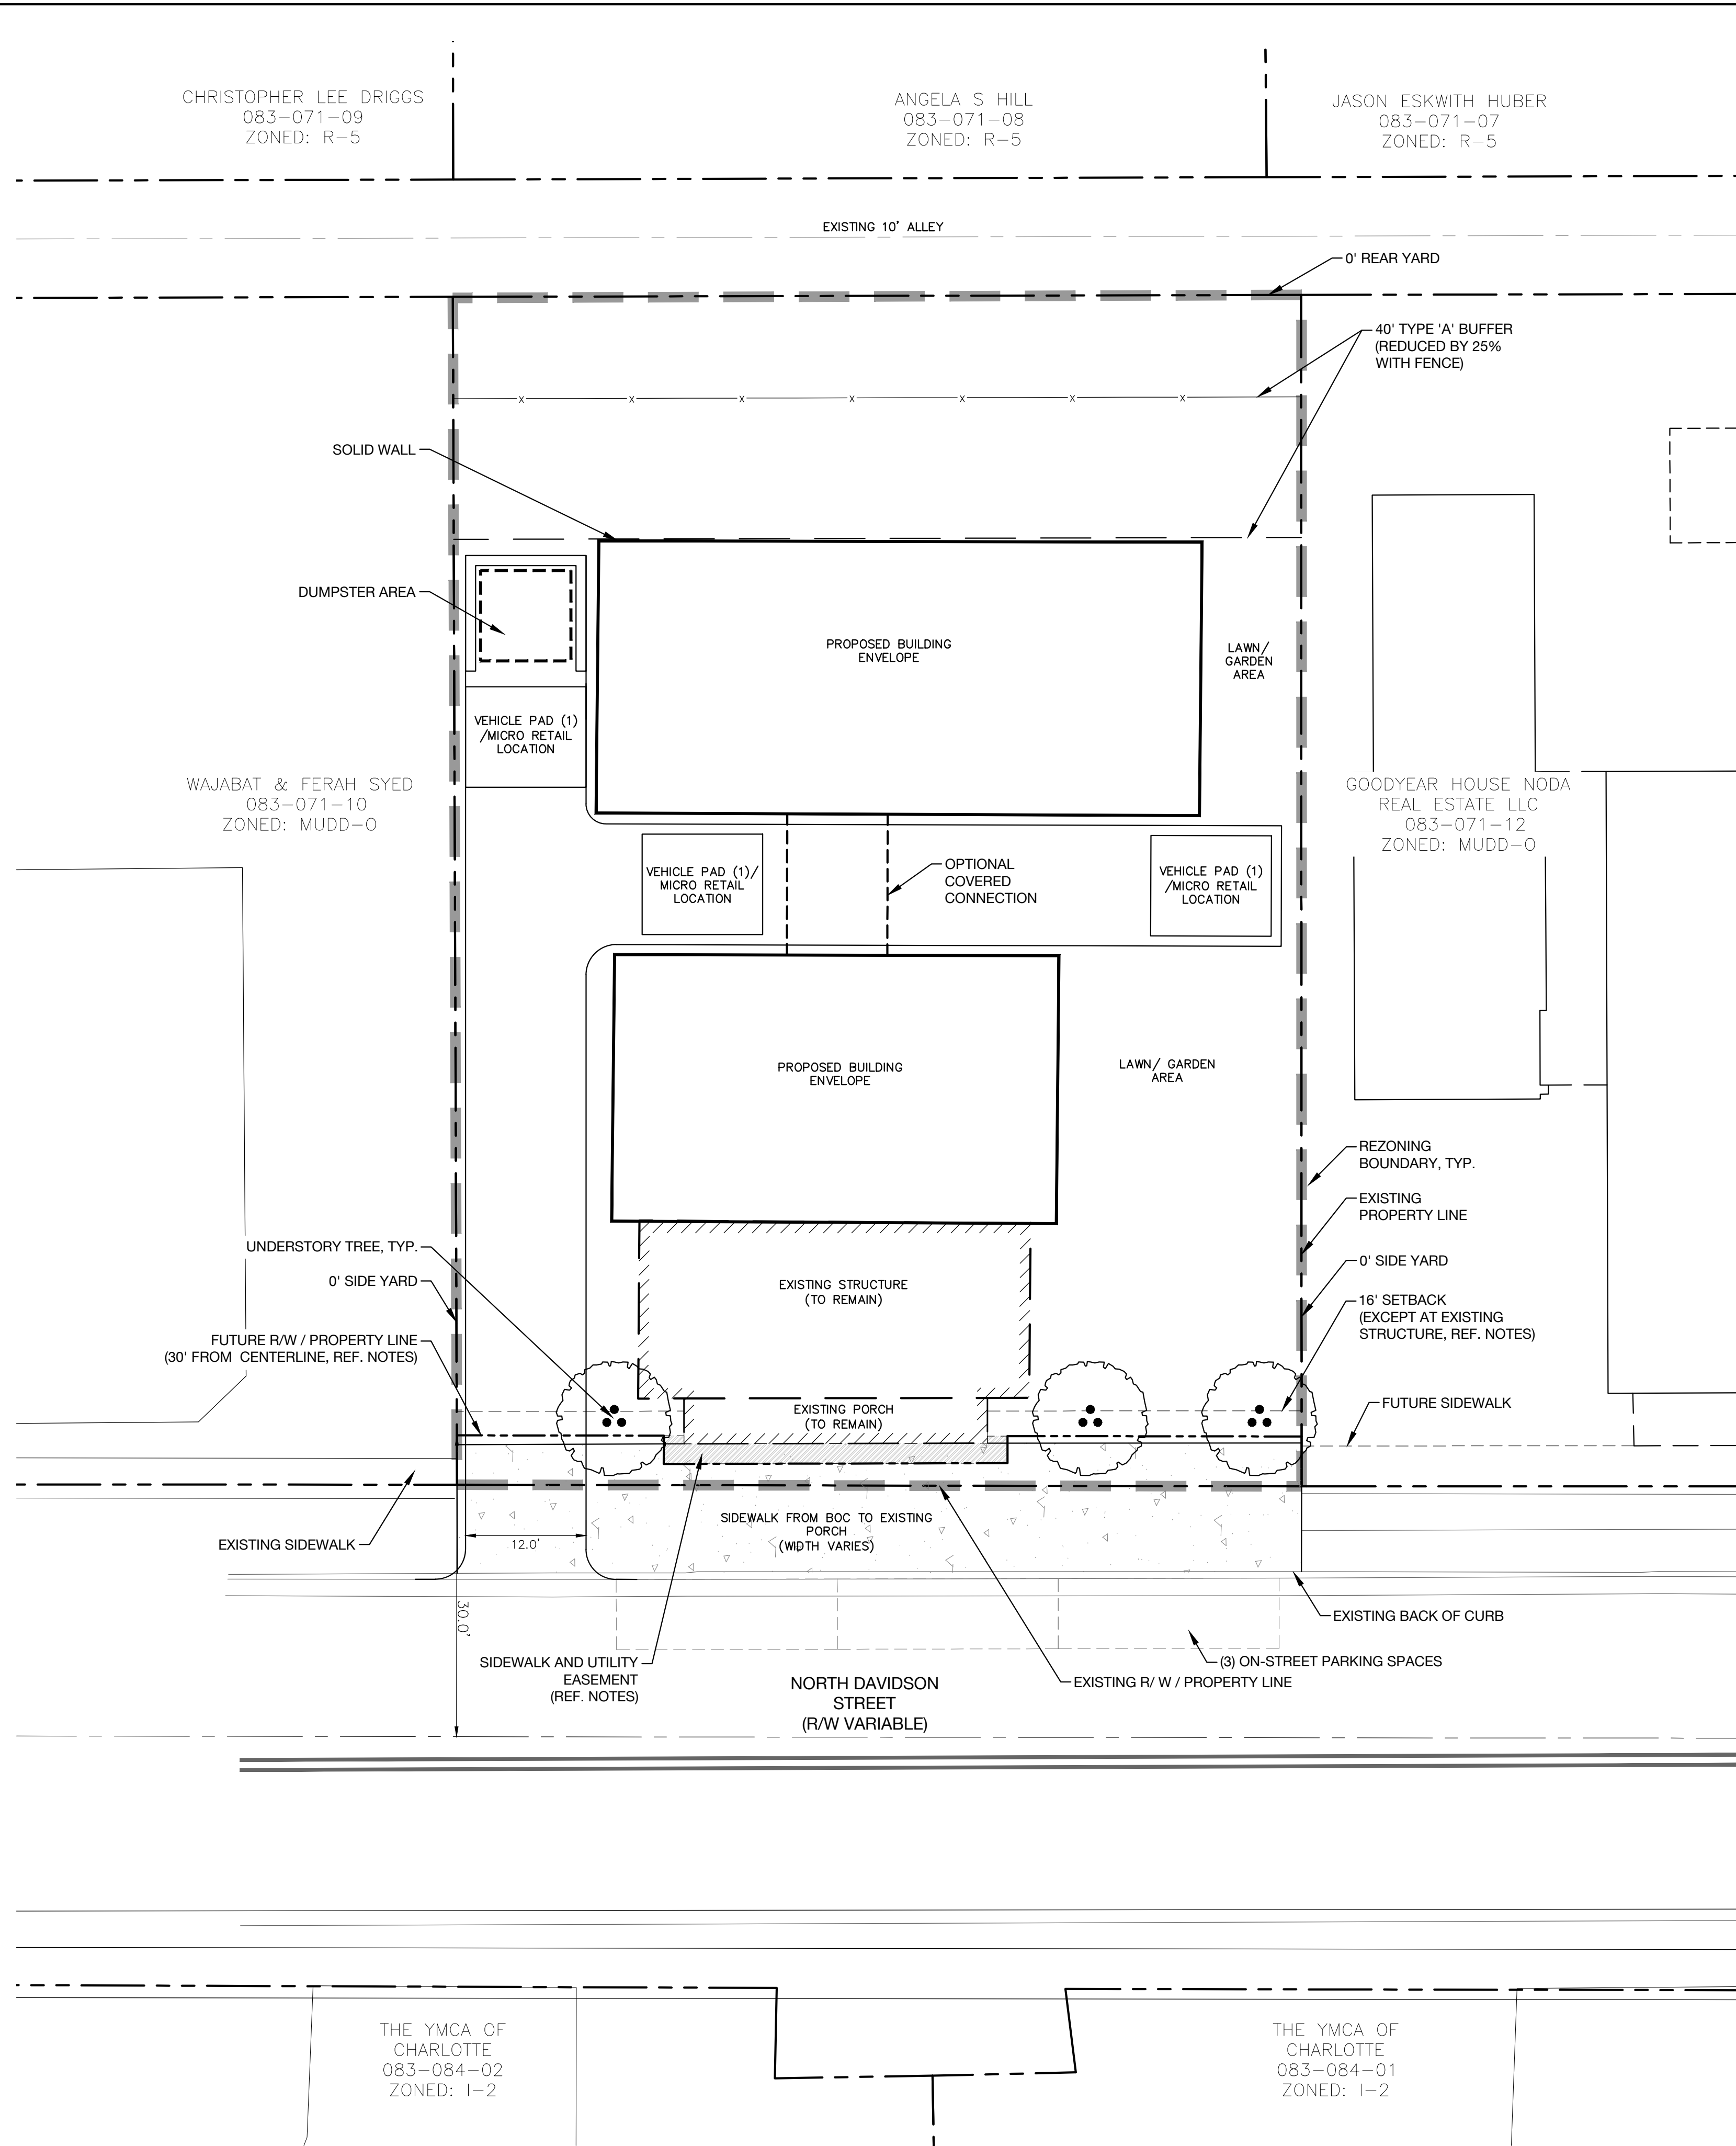 CHRISTOPHER LEE DRIGGS
083-071-09
ZONED: R-5
ANGELA S HILL
083-071-08
ZONED: R-5
JASON ESKWITH HUBER
083-071-07
ZONED: R-5
EXISTING 10' ALLEY
0' REAR YARD
40' TYPE 'A' BUFFER
(REDUCED BY 25%
WITH FENCE)
x x x x x x x
SOLID WALL
DUMPSTER AREA
PROPOSED BUILDING
ENVELOPE
LAWN/
GARDEN
AREA
VEHICLE PAD (1)
/MICRO RETAIL
LOCATION
WAJABAT & FERAH SYED
083-071-10
ZONED: MUDD-O
GOODYEAR HOUSE NODA
REAL ESTATE LLC
083-071-12
ZONED: MUDD-O
VEHICLE PAD (1)/
MICRO RETAIL
LOCATION
OPTIONAL
COVERED
CONNECTION
VEHICLE PAD (1)
/MICRO RETAIL
LOCATION
PROPOSED BUILDING
ENVELOPE
LAWN/ GARDEN
AREA
REZONING
BOUNDARY, TYP.
EXISTING
PROPERTY LINE
UNDERSTORY TREE, TYP.
0' SIDE YARD
0' SIDE YARD
EXISTING STRUCTURE
(TO REMAIN)
16' SETBACK
(EXCEPT AT EXISTING
STRUCTURE, REF. NOTES)
FUTURE R/W / PROPERTY LINE
(30' FROM CENTERLINE, REF. NOTES)
EXISTING PORCH
(TO REMAIN)
FUTURE SIDEWALK
SIDEWALK FROM BOC TO EXISTING
PORCH
(WIDTH VARIES)
EXISTING SIDEWALK
12.0'
30.0'
EXISTING BACK OF CURB
SIDEWALK AND UTILITY
EASEMENT
(REF. NOTES)
(3) ON-STREET PARKING SPACES
EXISTING R/ W / PROPERTY LINE
NORTH DAVIDSON
STREET
(R/W VARIABLE)
THE YMCA OF
CHARLOTTE
083-084-02
ZONED: I-2
THE YMCA OF
CHARLOTTE
083-084-01
ZONED: I-2